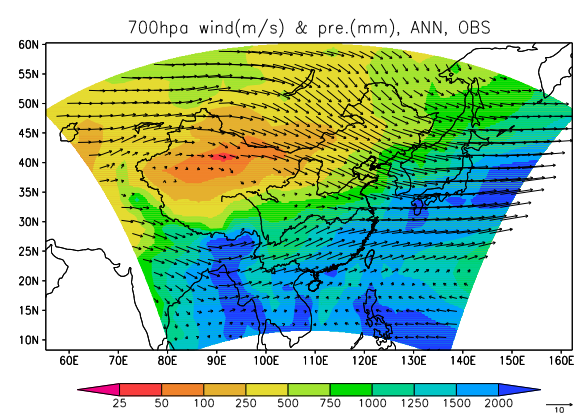 700hpa wind(m/s) & pre.(mm), ANN, OBS
60N
55N
50N
45N
40N
35N
30N
25N
20N
15N
10N
60E 70E 80E 90E 100E 110E 120E 130E 140E 150E 160E
25 50 100 250 500 750 1000 1250 1500 2000
10